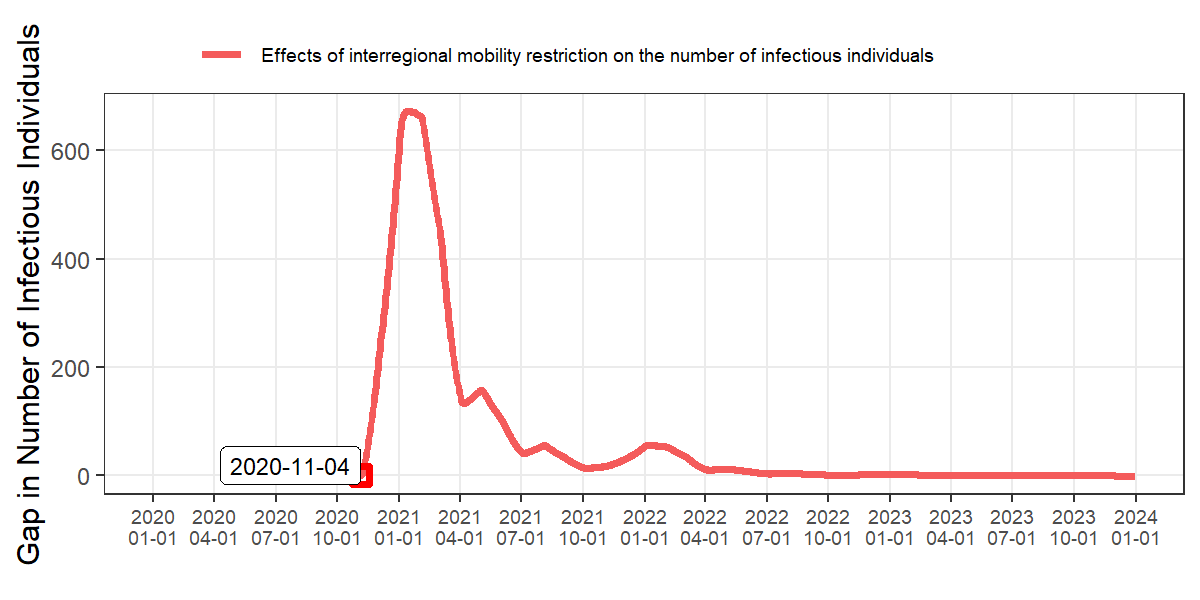 Effects of interregional mobility restriction on the number of infectious individuals
Gap in Number of Infectious Individuals
600
400
200
0
2020-11-04
2020 2020 2020 2020 2021 2021 2021 2021 2022 2022 2022 2022 2023 2023 2023 2023 2024
01-01 04-01 07-01 10-01 01-01 04-01 07-01 10-01 01-01 04-01 07-01 10-01 01-01 04-01 07-01 10-01 01-01